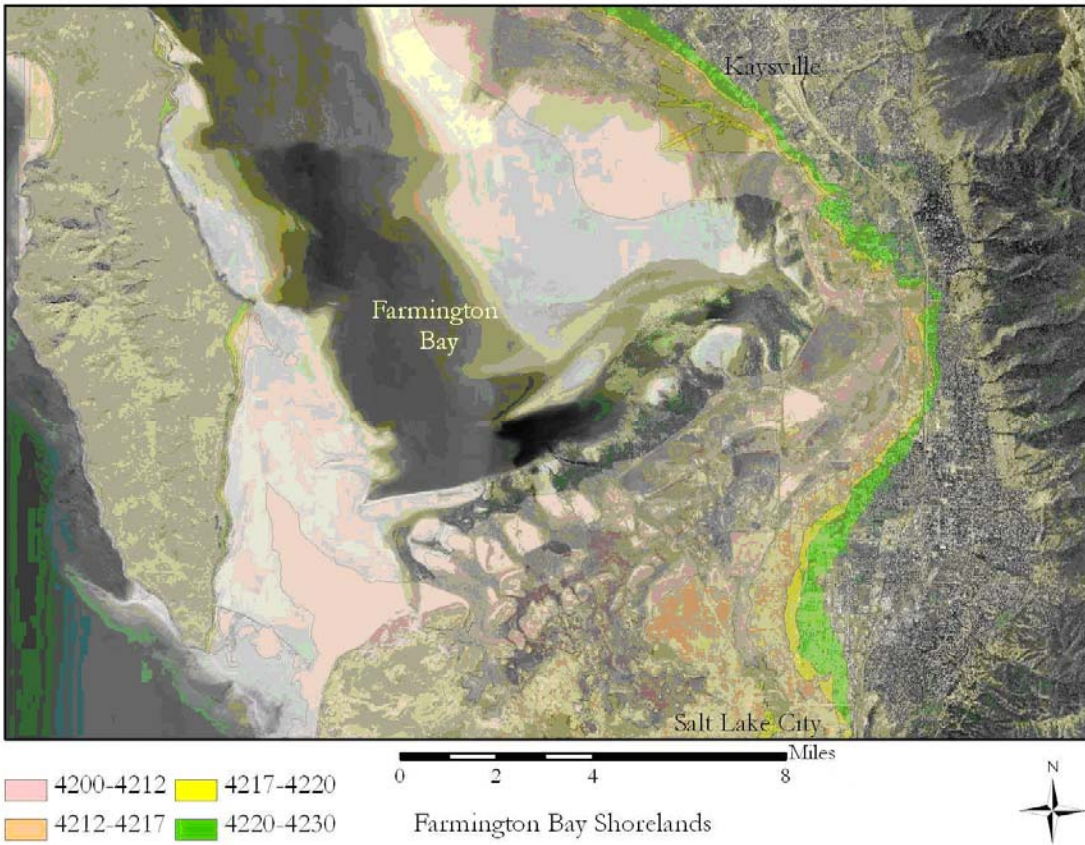 Kaysville
Farmington
Bay
Salt Lake City
0 2 4 8 Miles
4200-4212
4217-4220
4212-4217
4220-4230
Farmington Bay Shorelands
N